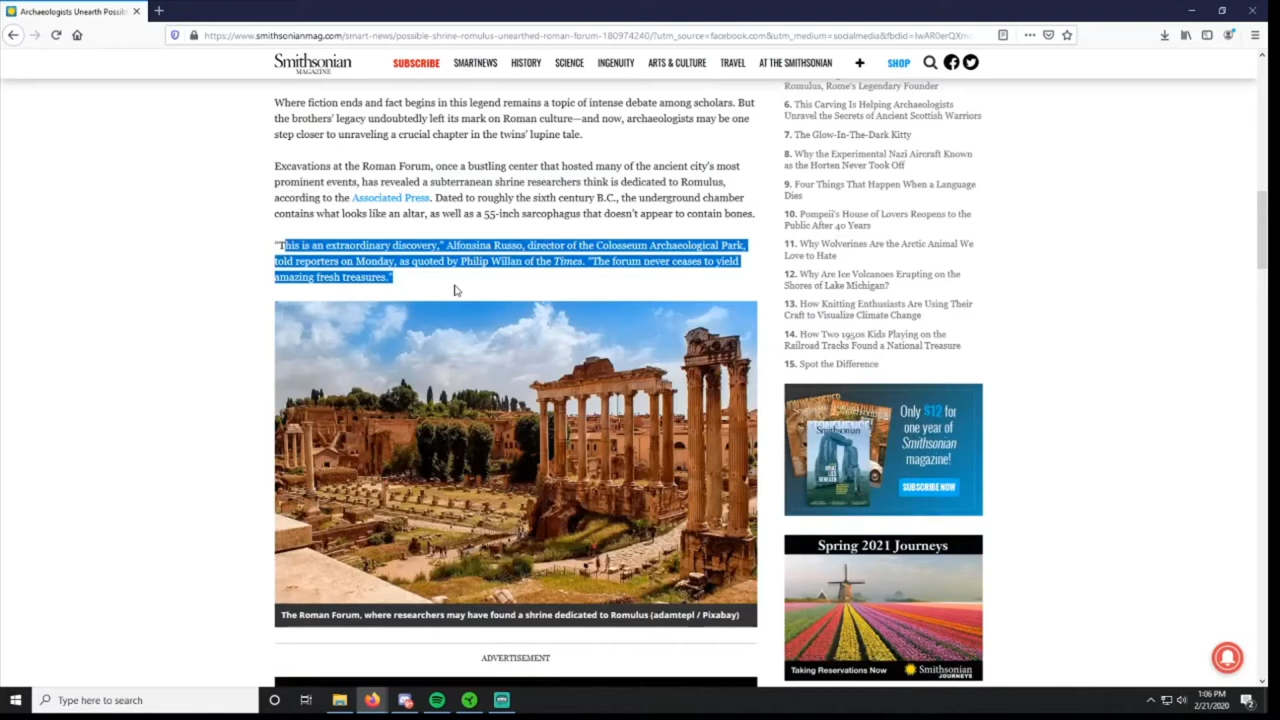 Archaeologists Unearth Possib
https://www.smithsonianmag.com/smart-news/possible-shrine-romulus-unearthed-roman-forum-180974240/?utm_source=facebook.com&utm_medium=socialmedia&fbclid=IwAR0erQXm
Smithsonian
MAGAZINE
SUBSCRIBE SMARTNEWS HISTORY SCIENCE INGENUITY ARTS & CULTURE TRAVEL AT THE SMITHSONIAN + SHOP
Where fiction ends and fact begins in this legend remains a topic of intense debate among scholars. But
the brothers' legacy undoubtedly left its mark on Roman culture—and now, archaeologists may be one
step closer to unraveling a crucial chapter in the twins' lupine tale.
Excavations at the Roman Forum, once a bustling center that hosted many of the ancient city's most
prominent events, has revealed a subterranean shrine researchers think is dedicated to Romulus,
according to the Associated Press. Dated to roughly the sixth century B.C., the underground chamber
contains what looks like an altar, as well as a 55-inch sarcophagus that doesn't appear to contain bones.
"This is an extraordinary discovery," Alfonsina Russo, director of the Colosseum Archaeological Park,
told reporters on Monday, as quoted by Philip Willan of the Times. "The forum never ceases to yield
amazing fresh treasures."
The Roman Forum, where researchers may have found a shrine dedicated to Romulus (adamtepl / Pixabay)
ADVERTISEMENT
Romulus, Rome's Legendary Founder
6. This Carving Is Helping Archaeologists
Unravel the Secrets of Ancient Scottish Warriors
7. The Glow-In-The-Dark Kitty
8. Why the Experimental Nazi Aircraft Known
as the Horten Never Took Off
9. Four Things That Happen When a Language
Dies
10. Pompeii's House of Lovers Reopens to the
Public After 40 Years
11. Why Wolverines Are the Arctic Animal We
Love to Hate
12. Why Are Ice Volcanoes Erupting on the
Shores of Lake Michigan?
13. How Knitting Enthusiasts Are Using Their
Craft to Visualize Climate Change
14. How Two 1950s Kids Playing on the
Railroad Tracks Found a National Treasure
15. Spot the Difference
Smithsonian
Only $12 for
one year of
Smithsonian
magazine!
SUBSCRIBE NOW
Spring 2021 Journeys
Taking Reservations Now
Smithsonian
JOURNEYS
Type here to search
1:06 PM
2/21/2020
2